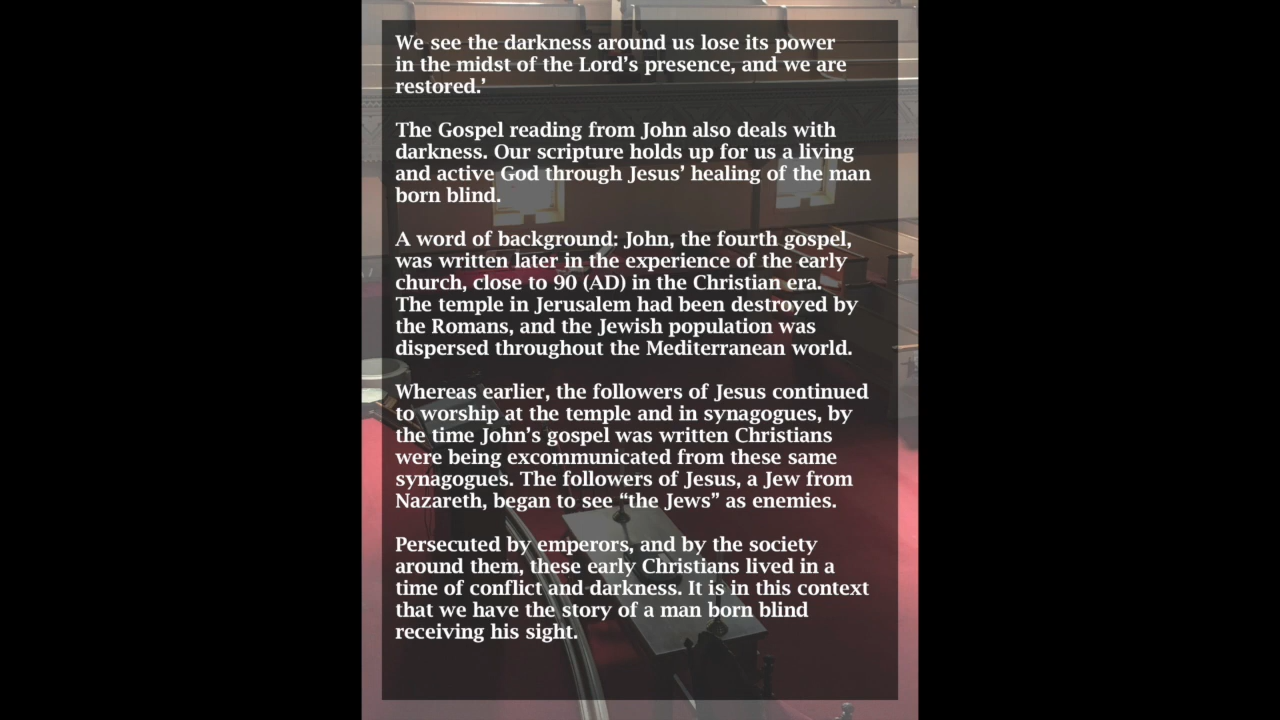 We see the darkness around us lose its power
in the midst of the Lord’s presence, and we are
restored.’
The Gospel reading from John also deals with
darkness. Our scripture holds up for us a living
and active God through Jesus’ healing of the man
born blind.
A word of background: John, the fourth gospel,
was written later in the experience of the early
church, close to 90 (AD) in the Christian era.
The temple in Jerusalem had been destroyed by
the Romans, and the Jewish population was
dispersed throughout the Mediterranean world.
Whereas earlier, the followers of Jesus continued
to worship at the temple and in synagogues, by
the time John’s gospel was written Christians
were being excommunicated from these same
synagogues. The followers of Jesus, a Jew from
Nazareth, began to see “the Jews” as enemies.
Persecuted by emperors, and by the society
around them, these early Christians lived in a
time of conflict and darkness. It is in this context
that we have the story of a man born blind
receiving his sight.